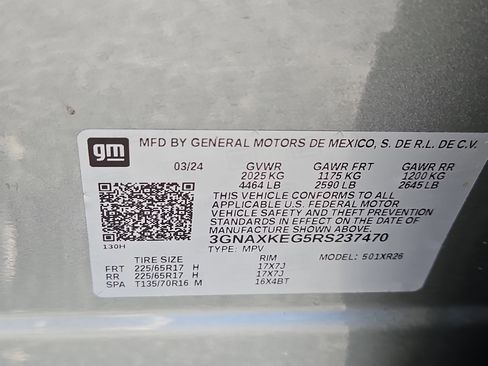 gm MFD BY GENERAL MOTORS DE MEXICO, S. DE R.L. DE C.V.
03/24 GVWR GAWR FRT GAWR RR
2025 KG 1175 KG 1200 KG
4464 LB 2590 LB 2645 LB
THIS VEHICLE CONFORMS TO ALL
APPLICABLE U.S. FEDERAL MOTOR
VEHICLE SAFETY AND THEFT PREVENTION
STANDARDS IN EFFECT ON THE DATE OF
MANUFACTURE SHOWN ABOVE.
3GNAXKEG5RS237470
130H TYPE: MPV
TIRE SIZE RIM MODEL: 501XR26
FRT 225/65R17 H 17X7J
RR 225/65R17 H 17X7J
SPA T135/70R16 M 16X4BT